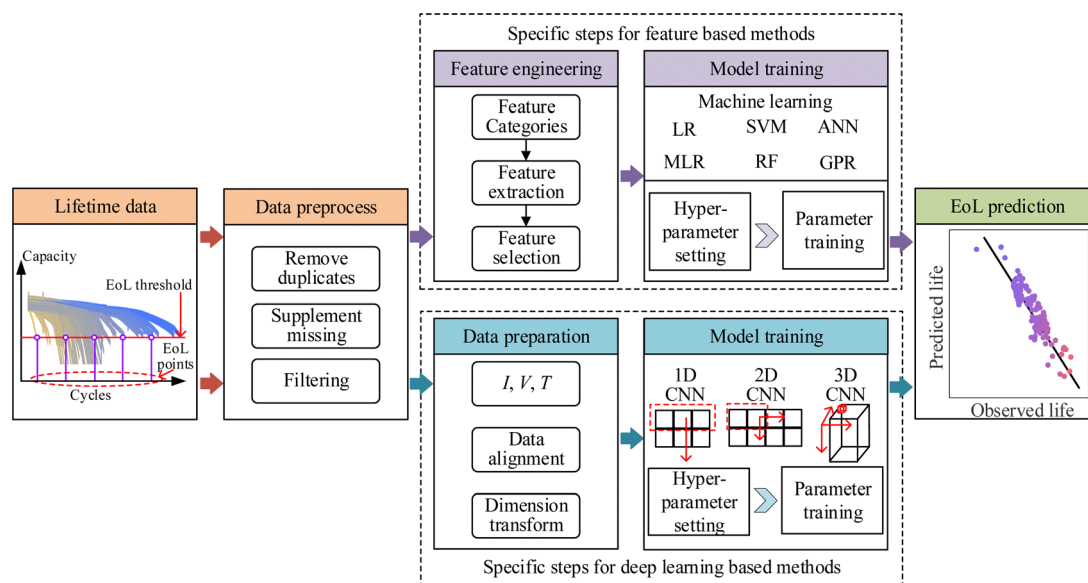 Specific steps for feature based methods
Feature engineering
Feature
Categories
Feature
extraction
Feature
selection
Model training
Machine learning
LR
SVM
ANN
MLR
RF
GPR
Hyper-
parameter
setting
Parameter
training
Lifetime data
Capacity
EoL threshold
EoL
points
Cycles
Data preprocess
Remove
duplicates
Supplement
missing
Filtering
Data preparation
I, V, T
Data
alignment
Dimension
transform
Model training
1D
CNN
2D
CNN
3D
CNN
Hyper-
parameter
setting
Parameter
training
Specific steps for deep learning based methods
EoL prediction
Predicted life
Observed life